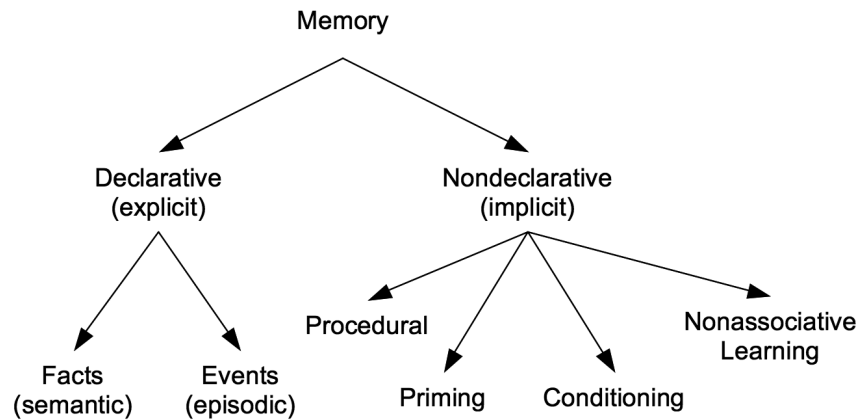 Memory
Declarative
(explicit)
Nondeclarative
(implicit)
Procedural
Nonassociative
Learning
Facts
(semantic)
Events
(episodic)
Priming
Conditioning